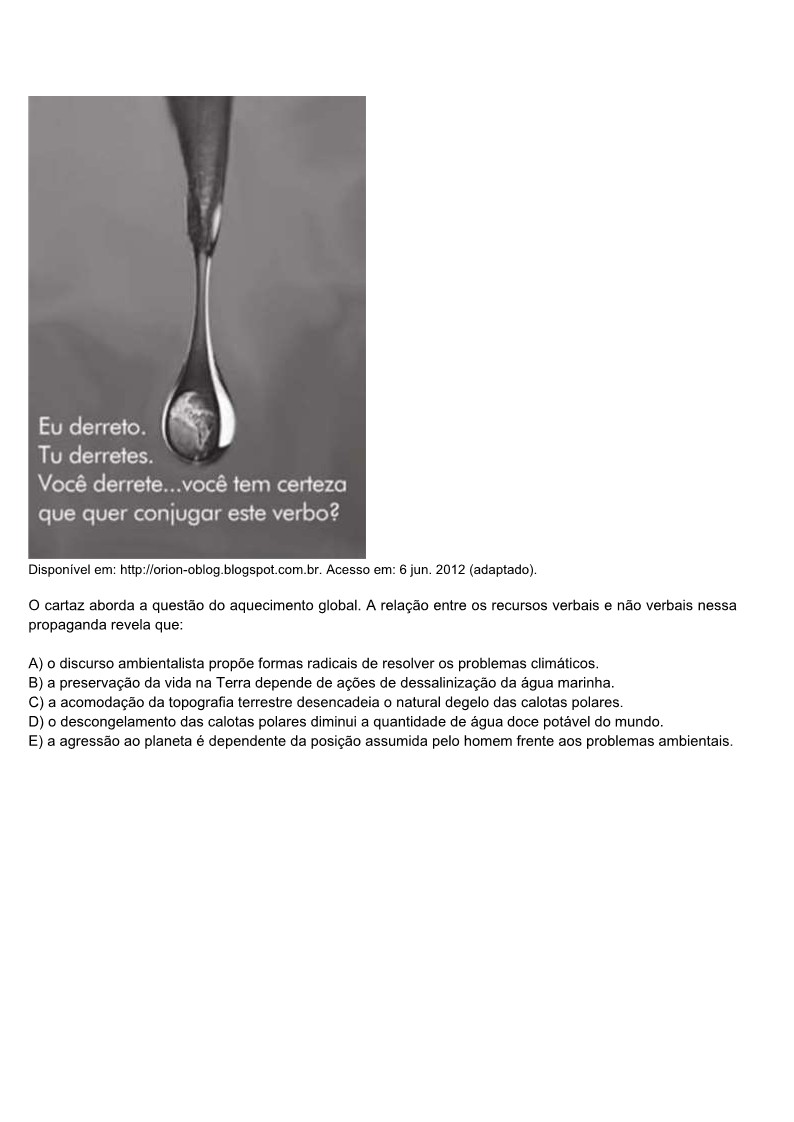 Eu derreto.
Tu derretes.
Você derrete...você tem certeza
que quer conjugar este verbo?
Disponível em: http://orion-oblog.blogspot.com.br. Acesso em: 6 jun. 2012 (adaptado).
O cartaz aborda a questão do aquecimento global. A relação entre os recursos verbais e não verbais nessa
propaganda revela que:
A) o discurso ambientalista propõe formas radicais de resolver os problemas climáticos.
B) a preservação da vida na Terra depende de ações de dessalinização da água marinha.
C) a acomodação da topografia terrestre desencadeia o natural degelo das calotas polares.
D) o descongelamento das calotas polares diminui a quantidade de água doce potável do mundo.
E) a agressão ao planeta é dependente da posição assumida pelo homem frente aos problemas ambientais.